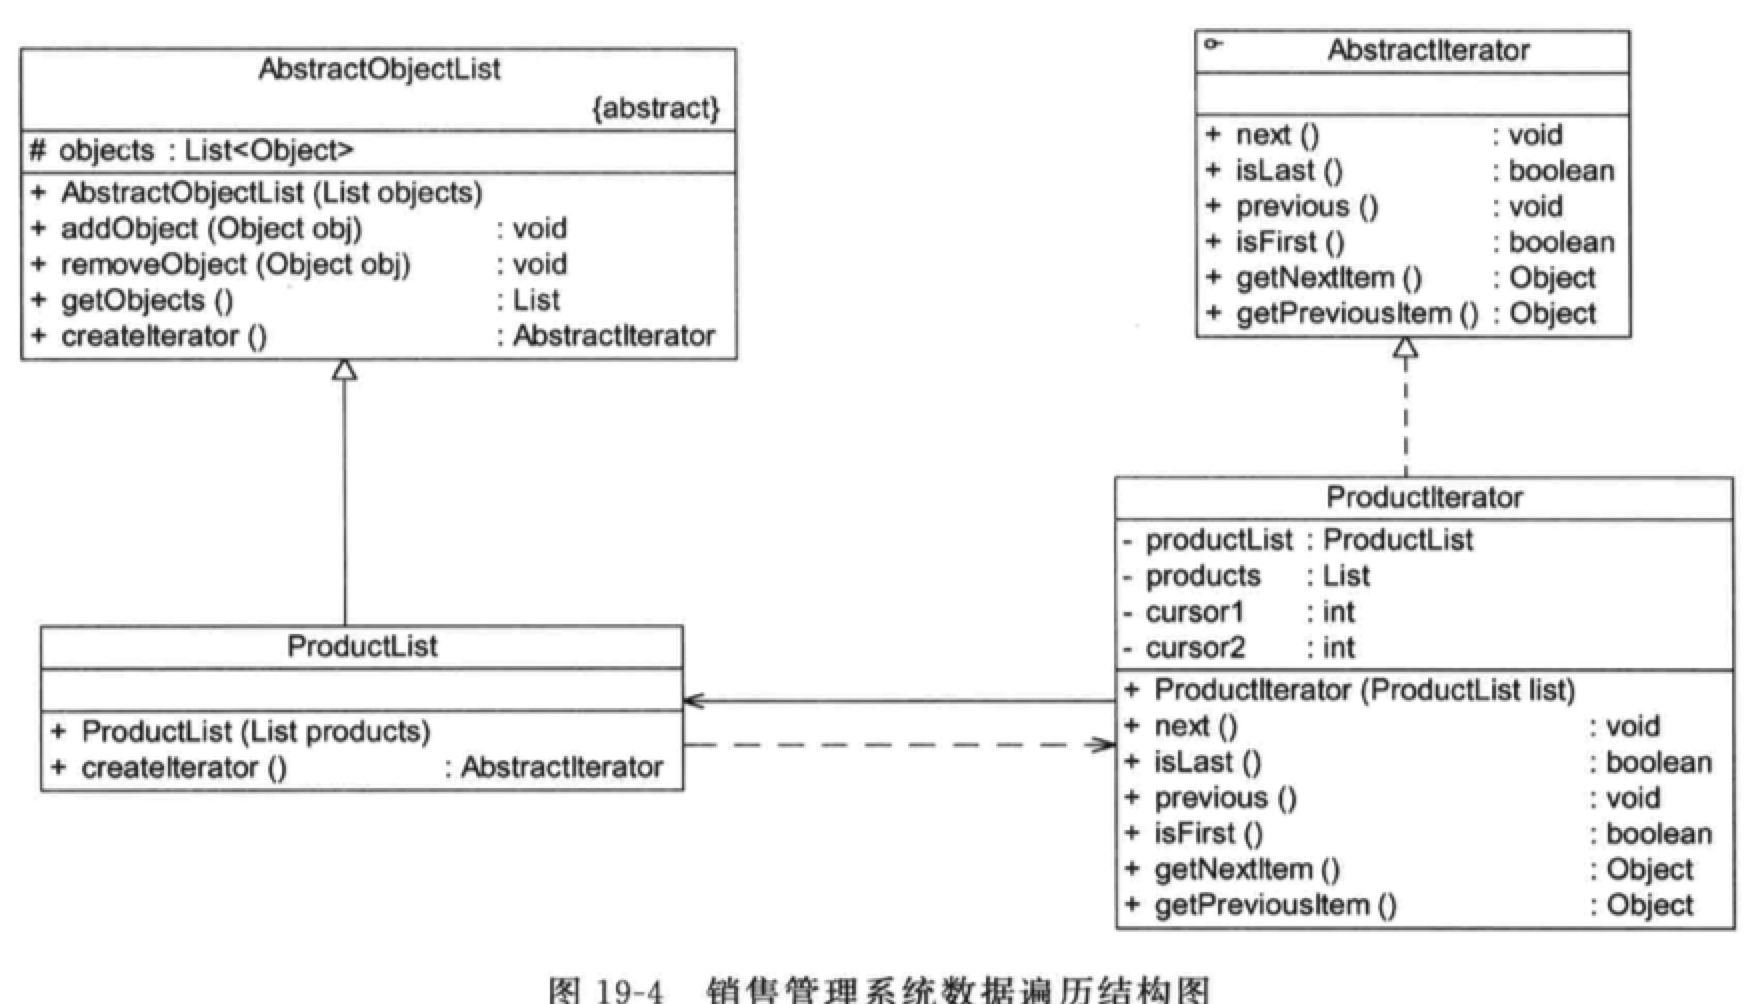 AbstractObjectList
{abstract}
# objects : List<Object>
+ AbstractObjectList (List objects)
+ addObject (Object obj) : void
+ removeObject (Object obj) : void
+ getObjects () : List
+ createIterator () : AbstractIterator
AbstractIterator
+ next () : void
+ isLast () : boolean
+ previous () : void
+ isFirst () : boolean
+ getNextItem () : Object
+ getPreviousItem () : Object
ProductList
+ ProductList (List products)
+ createIterator () : AbstractIterator
ProductIterator
- productList : ProductList
- products : List
- cursor1 : int
- cursor2 : int
+ ProductIterator (ProductList list)
+ next () : void
+ isLast () : boolean
+ previous () : void
+ isFirst () : boolean
+ getNextItem () : Object
+ getPreviousItem () : Object
图 19-4 销售管理系统数据遍历结构图